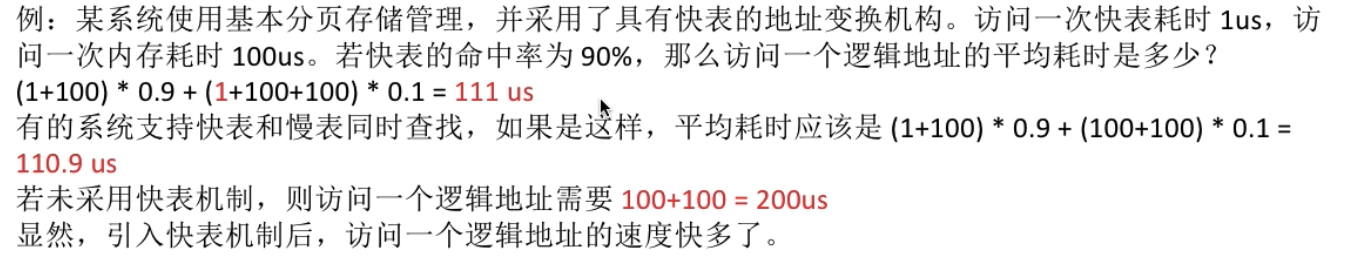 例：某系统使用基本分页存储管理，并采用了具有快表的地址变换机构。访问一次快表耗时 1us，访
问一次内存耗时 100us。若快表的命中率为 90%，那么访问一个逻辑地址的平均耗时是多少？
(1+100) * 0.9 + (1+100+100) * 0.1 = 111 us
有的系统支持快表和慢表同时查找，如果是这样，平均耗时应该是 (1+100) * 0.9 + (100+100) * 0.1 =
110.9 us
若未采用快表机制，则访问一个逻辑地址需要 100+100 = 200us
显然，引入快表机制后，访问一个逻辑地址的速度快多了。